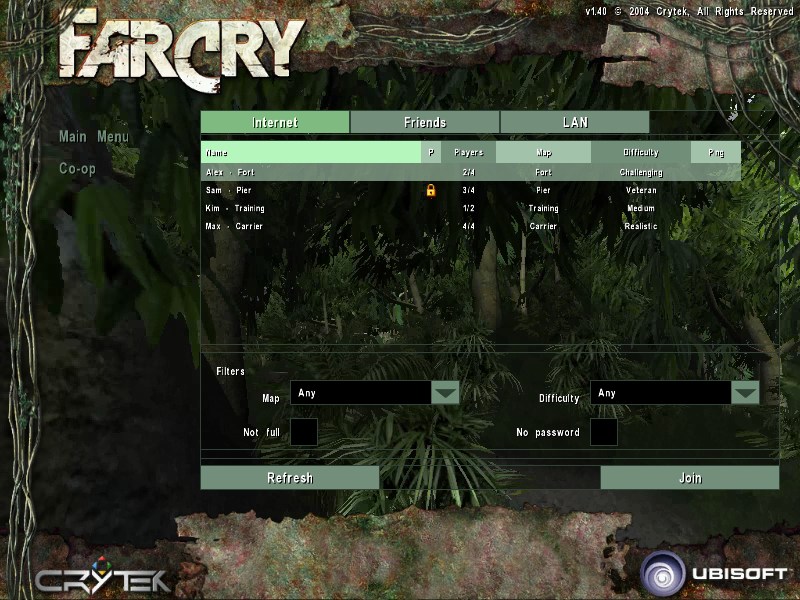 v1.40 © 2004 Crytek, All Rights Reserved
FARCRY
Main Menu
Co-op
Internet Friends LAN
Name P Players Map Difficulty Png
Alex - Fort 2/4 Fort Challenging
Sam - Pier 3/4 Pier Veteran
Kim - Training 1/2 Training Medium
Max - Carrier 4/4 Carrier Realistic
Filters
Map Any Difficulty Any
Not full No password
Refresh Join
CRYTEK UBISOFT